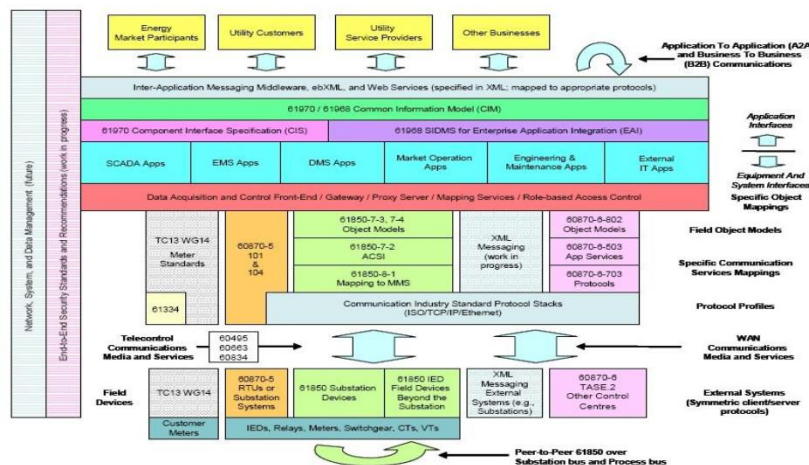 Energy
Market Participants
Utility Customers
Utility
Service Providers
Other Businesses
Application To Application (A2A
and Business To Business
(B2B) Communications
Inter-Application Messaging Middleware, ebXML, and Web Services (specified in XML; mapped to appropriate protocols)
61970 / 61968 Common Information Model (CIM)
61970 Component Interface Specification (CIS)
61968 SIDMS for Enterprise Application Integration (EAI)
Application
Interfaces
SCADA Apps
EMS Apps
DMS Apps
Market Operation
Apps
Engineering &
Maintenance Apps
External
IT Apps
Equipment And
System Interfaces
Data Acquisition and Control Front-End / Gateway / Proxy Server / Mapping Services / Role-based Access Control
Specific Object
Mappings
Network, System, and Data Management (future)
End-to-End Security Standards and Recommendations (work in progress)
TC13 WG14
Meter
Standards
60870-5
101
&
104
61850-7-3, 7-4
Object Models
61850-7-2
ACSI
61850-8-1
Mapping to MMS
XML
Messaging
(work in
progress)
60870-6-802
Object Models
60870-6-503
App Services
60870-6-703
Protocols
Field Object Models
Specific Communication
Services Mappings
61334
Communication Industry Standard Protocol Stacks
(ISO/TCP/IP/Ethernet)
Protocol Profiles
Telecontrol
Communications
Media and Services
60495
60663
60834
WAN
Communications
Media and Services
Field
Devices
TC13 WG14
60870-5
RTUs or
Substation
Systems
61850 Substation
Devices
61850 IED
Field Devices
Beyond the
Substation
XML
Messaging
External
Systems (e.g.,
Substations)
60870-6
TASE.2
Other Control
Centres
External Systems
(Symmetric client/server
protocols)
Customer
Meters
IEDs, Relays, Meters, Switchgear, CTs, VTs
Peer-to-Peer 61850 over
Substation bus and Process bus